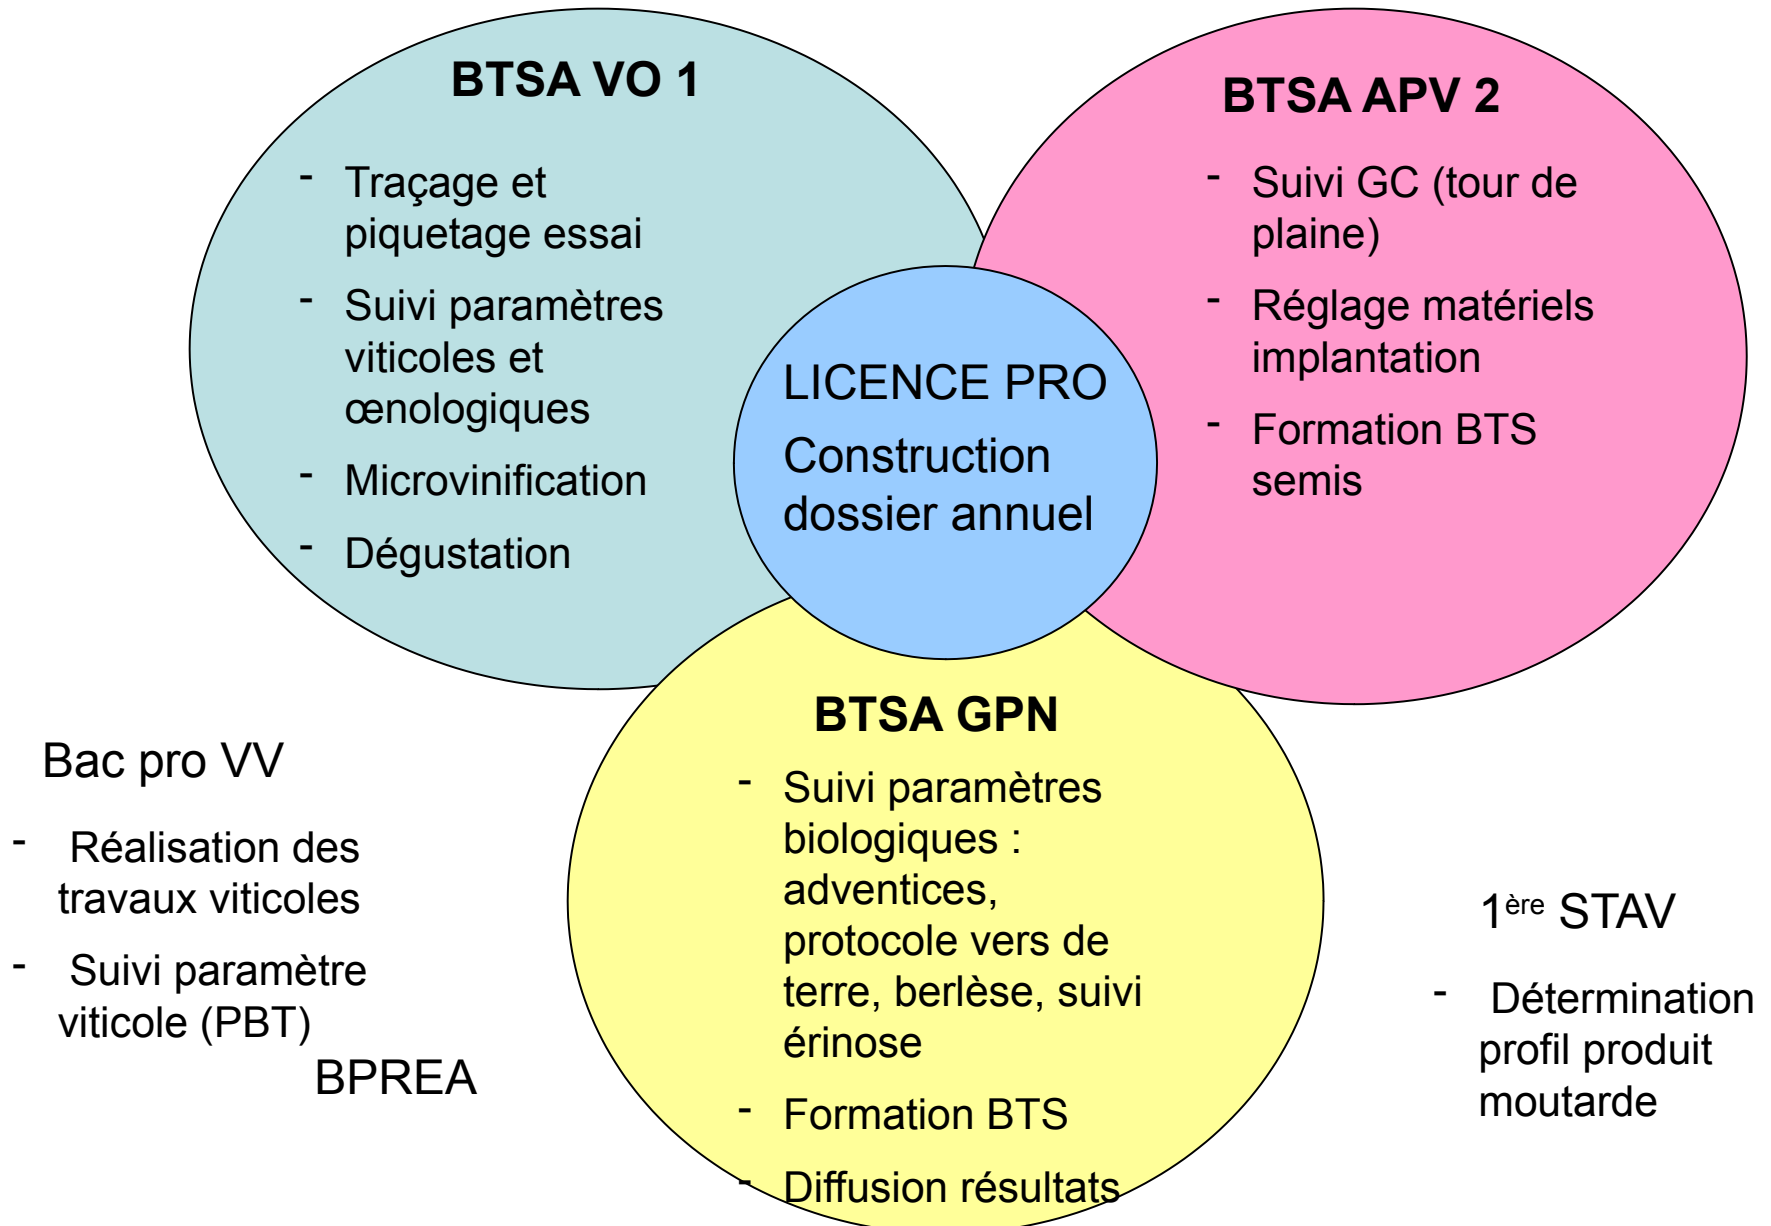 BTSA VO 1
- Traçage et
piquetage essai
- Suivi paramètres
viticoles et
œnologiques
- Microvinification
- Dégustation
BTSA APV 2
- Suivi GC (tour de
plaine)
- Réglage matériels
implantation
- Formation BTS
semis
LICENCE PRO
Construction
dossier annuel
BTSA GPN
- Suivi paramètres
biologiques :
adventices,
protocole vers de
terre, berlèse, suivi
érinose
- Formation BTS
- Diffusion résultats
Bac pro VV
- Réalisation des
travaux viticoles
- Suivi paramètre
viticole (PBT)
BPREA
1ère STAV
- Détermination
profil produit
moutarde